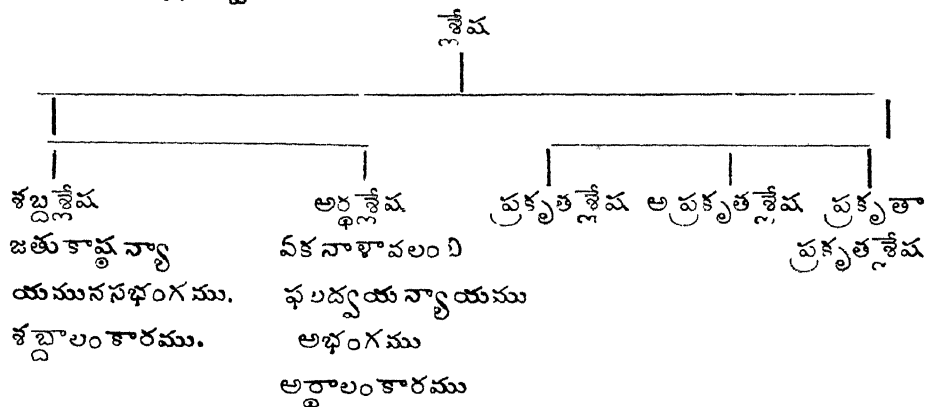 శ్లేష
శబ్దశ్లేష అర్థశ్లేష ప్రకృతశ్లేష అప్రకృతశ్లేష ప్రకృతా
జతుకాష్ఠన్యా ఏకనాళావలంబి ప్రకృతశ్లేష
యమునసభంగము. ఫలద్వయన్యాయము
శబ్దాలంకారము. అభంగము
అర్థాలంకారము